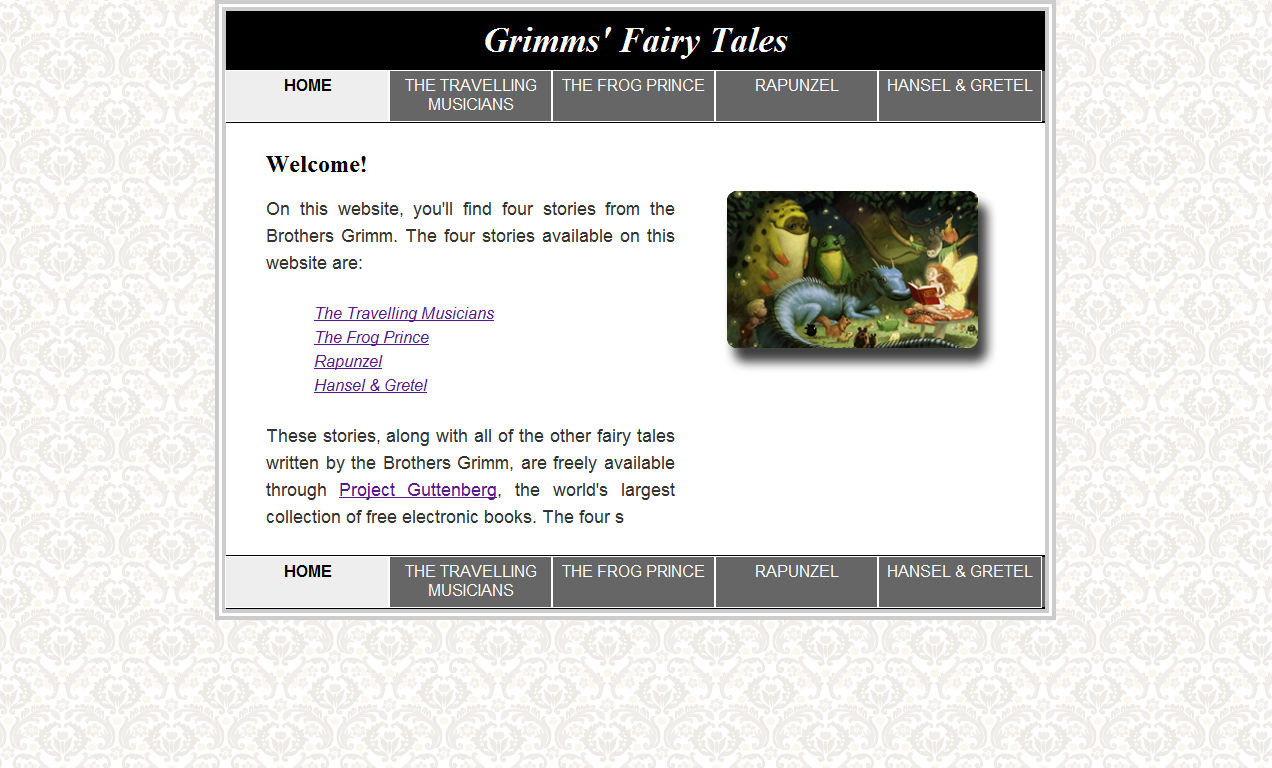 Grimms' Fairy Tales
HOME
THE TRAVELLING
MUSICIANS
THE FROG PRINCE
RAPUNZEL
HANSEL & GRETEL
Welcome!
On this website, you'll find four stories from the
Brothers Grimm. The four stories available on this
website are:
The Travelling Musicians
The Frog Prince
Rapunzel
Hansel & Gretel
These stories, along with all of the other fairy tales
written by the Brothers Grimm, are freely available
through Project Guttenberg, the world's largest
collection of free electronic books. The four s
HOME
THE TRAVELLING
MUSICIANS
THE FROG PRINCE
RAPUNZEL
HANSEL & GRETEL